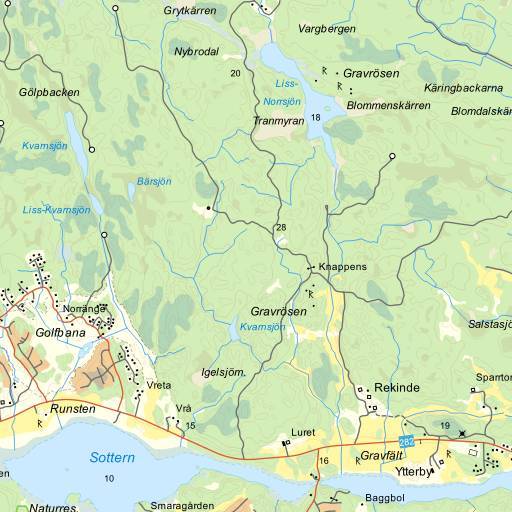 Grytkärren
Vargbergen
Nybrodal
20
Gravrösen
Liss-
Norrsjön
Käringbackarna
Gölpbacken
Blommenskärren
Blomdalskär
18
Tranmyran
Kvarnsjön
Bärsjön
Liss-Kvarnsjön
28
Knappens
Norränge
Gravrösen
Golfbana
Kvarnsjön
Salstasjö
Igelsjöm.
Vreta
Rekinde
Sparrtor
Runsten
Vrå
15
Luret
19
282
Sottern
16
Gravfält
Ytterby
10
Baggbol
Naturres.
Smaragården